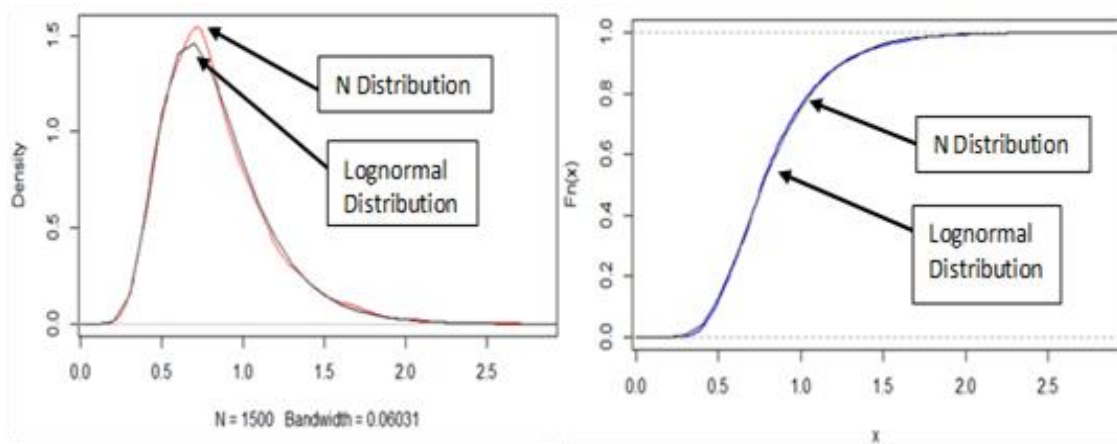 Density
0.0
0.5
1.0
1.5
N Distribution
Lognormal
Distribution
0.0 0.5 1.0 1.5 2.0 2.5
N = 1500 Bandwidth = 0.06031
Fn(x)
0.0
0.2
0.4
0.6
0.8
1.0
N Distribution
Lognormal
Distribution
0.0 0.5 1.0 1.5 2.0 2.5
x